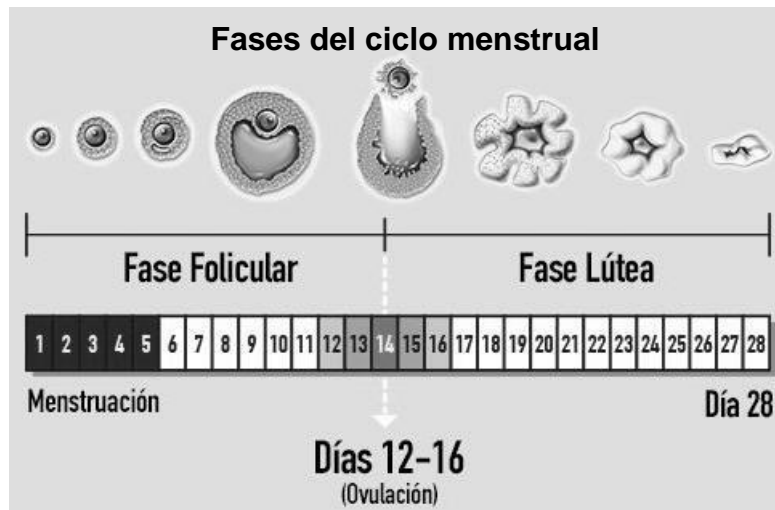 Fases del ciclo menstrual
Fase Folicular
Fase Lútea
1 2 3 4 5 6 7 8 9 10 11 12 13 14 15 16 17 18 19 20 21 22 23 24 25 26 27 28
Menstruación
Día 28
Días 12-16
(Ovulación)